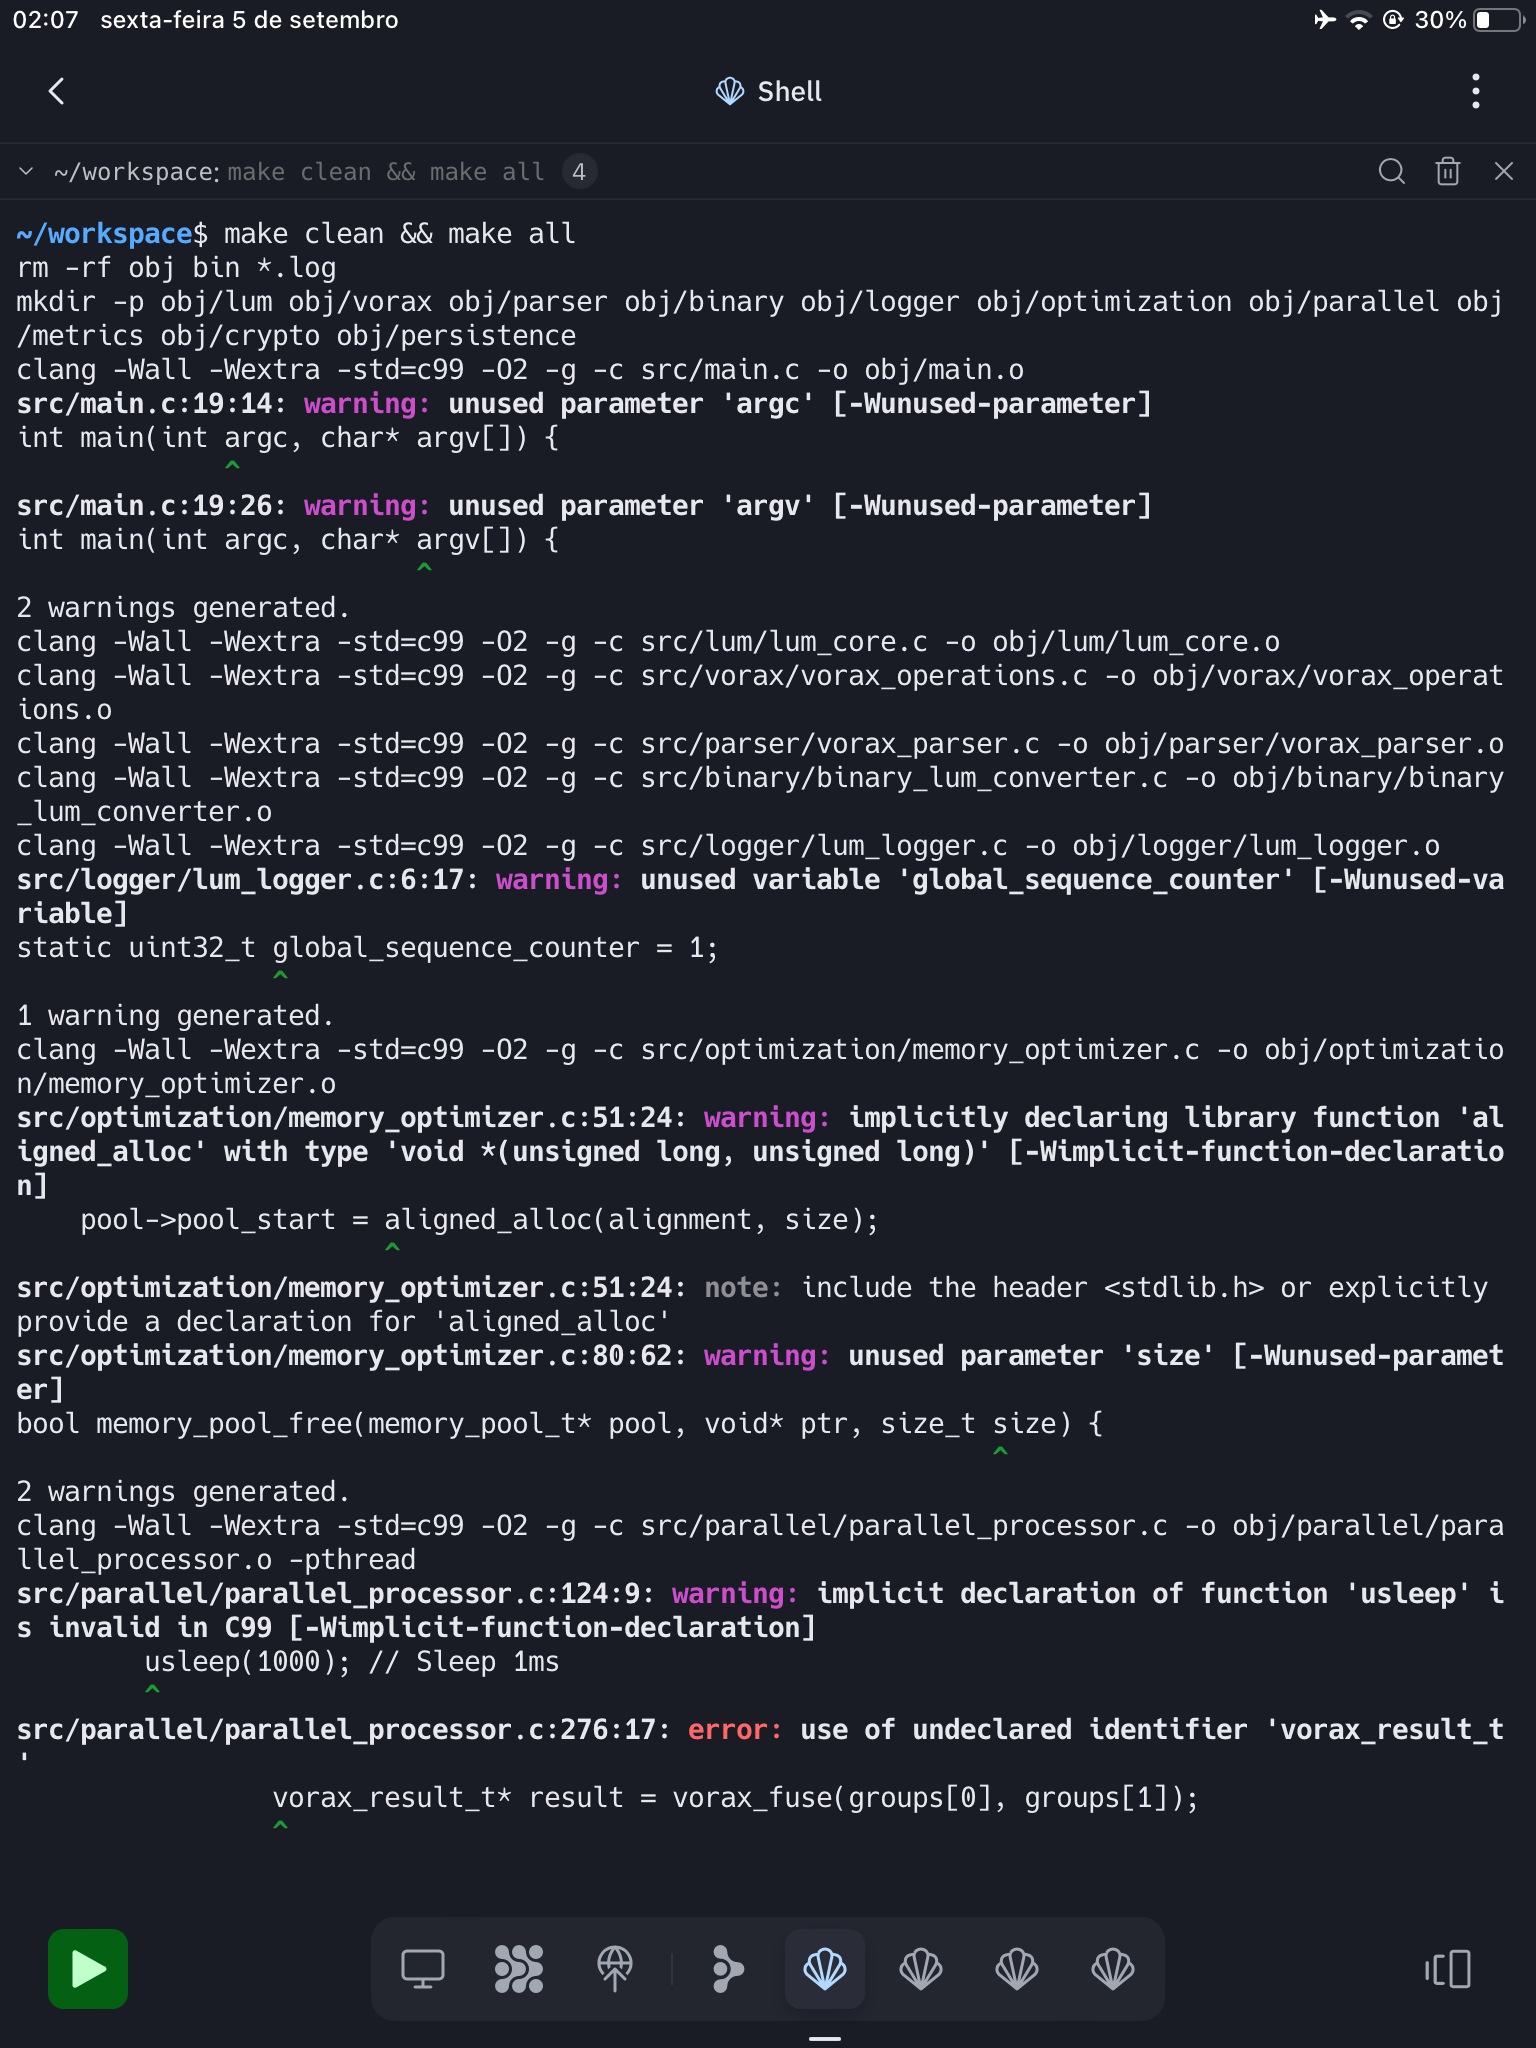 02:07 sexta-feira 5 de setembro 30%
Shell
~/workspace: make clean && make all 4
~/workspace$ make clean && make all
rm -rf obj bin *.log
mkdir -p obj/lum obj/vorax obj/parser obj/binary obj/logger obj/optimization obj/parallel obj
/metrics obj/crypto obj/persistence
clang -Wall -Wextra -std=c99 -O2 -g -c src/main.c -o obj/main.o
src/main.c:19:14: warning: unused parameter 'argc' [-Wunused-parameter]
int main(int argc, char* argv[]) {
^
src/main.c:19:26: warning: unused parameter 'argv' [-Wunused-parameter]
int main(int argc, char* argv[]) {
^
2 warnings generated.
clang -Wall -Wextra -std=c99 -O2 -g -c src/lum/lum_core.c -o obj/lum/lum_core.o
clang -Wall -Wextra -std=c99 -O2 -g -c src/vorax/vorax_operations.c -o obj/vorax/vorax_operat
ions.o
clang -Wall -Wextra -std=c99 -O2 -g -c src/parser/vorax_parser.c -o obj/parser/vorax_parser.o
clang -Wall -Wextra -std=c99 -O2 -g -c src/binary/binary_lum_converter.c -o obj/binary/binary
_lum_converter.o
clang -Wall -Wextra -std=c99 -O2 -g -c src/logger/lum_logger.c -o obj/logger/lum_logger.o
src/logger/lum_logger.c:6:17: warning: unused variable 'global_sequence_counter' [-Wunused-va
riable]
static uint32_t global_sequence_counter = 1;
^
1 warning generated.
clang -Wall -Wextra -std=c99 -O2 -g -c src/optimization/memory_optimizer.c -o obj/optimizatio
n/memory_optimizer.o
src/optimization/memory_optimizer.c:51:24: warning: implicitly declaring library function 'al
igned_alloc' with type 'void *(unsigned long, unsigned long)' [-Wimplicit-function-declaratio
n]
    pool->pool_start = aligned_alloc(alignment, size);
^
src/optimization/memory_optimizer.c:51:24: note: include the header <stdlib.h> or explicitly
provide a declaration for 'aligned_alloc'
src/optimization/memory_optimizer.c:80:62: warning: unused parameter 'size' [-Wunused-paramet
er]
bool memory_pool_free(memory_pool_t* pool, void* ptr, size_t size) {
^
2 warnings generated.
clang -Wall -Wextra -std=c99 -O2 -g -c src/parallel/parallel_processor.c -o obj/parallel/para
llel_processor.o -pthread
src/parallel/parallel_processor.c:124:9: warning: implicit declaration of function 'usleep' i
s invalid in C99 [-Wimplicit-function-declaration]
        usleep(1000); // Sleep 1ms
^
src/parallel/parallel_processor.c:276:17: error: use of undeclared identifier 'vorax_result_t
'
                vorax_result_t* result = vorax_fuse(groups[0], groups[1]);
^